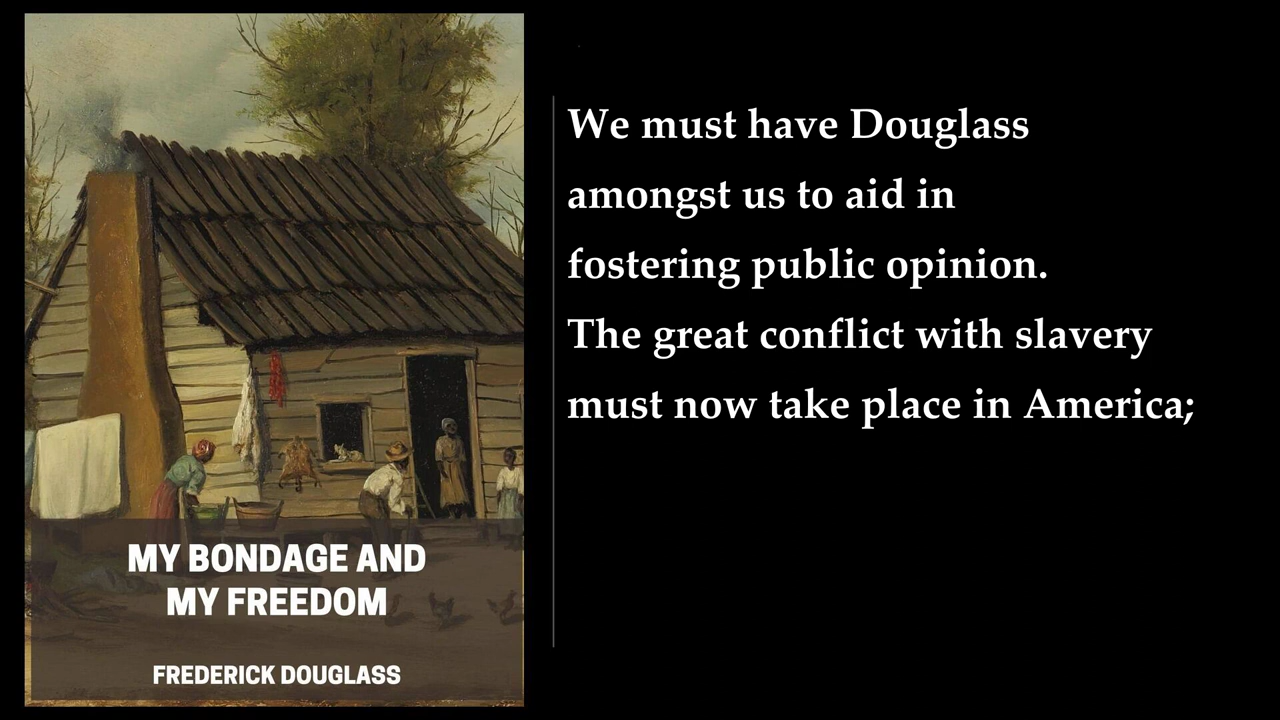 MY BONDAGE AND
MY FREEDOM
FREDERICK DOUGLASS
We must have Douglass
amongst us to aid in
fostering public opinion.
The great conflict with slavery
must now take place in America;